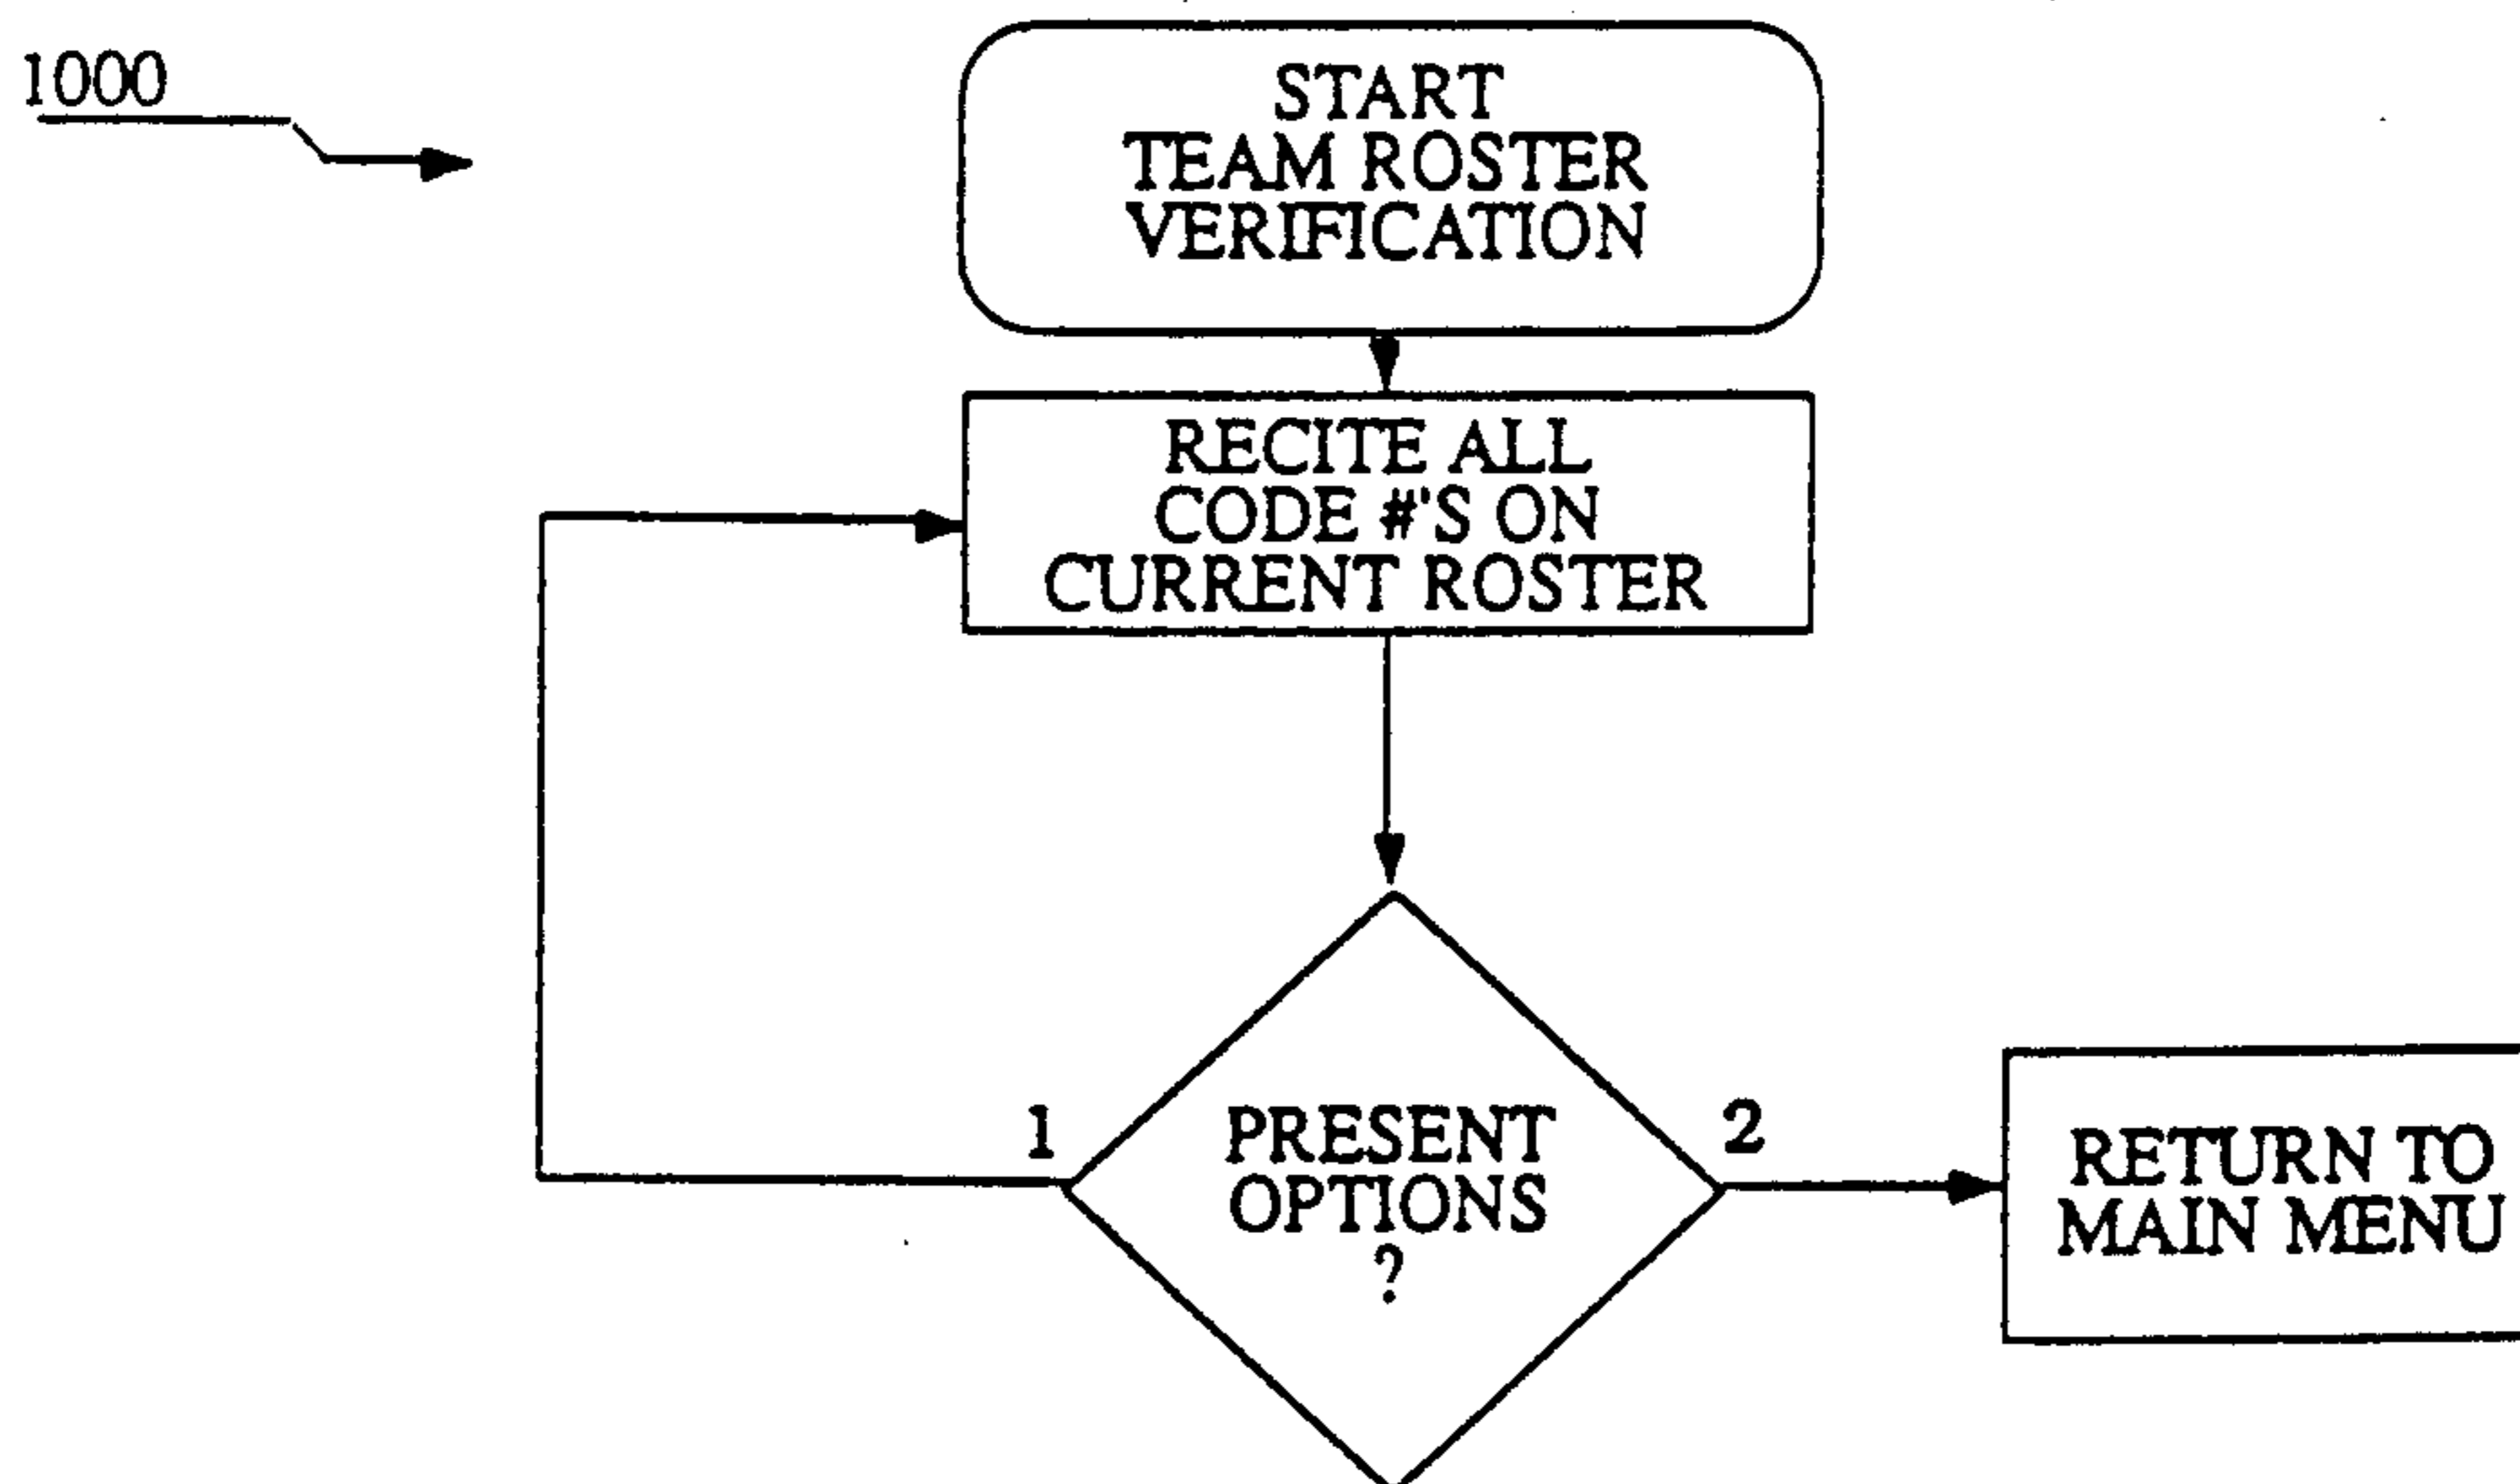 1000
START
TEAM ROSTER
VERIFICATION
RECITE ALL
CODE #'S ON
CURRENT ROSTER
1
PRESENT
OPTIONS
?
2
RETURN TO
MAIN MENU